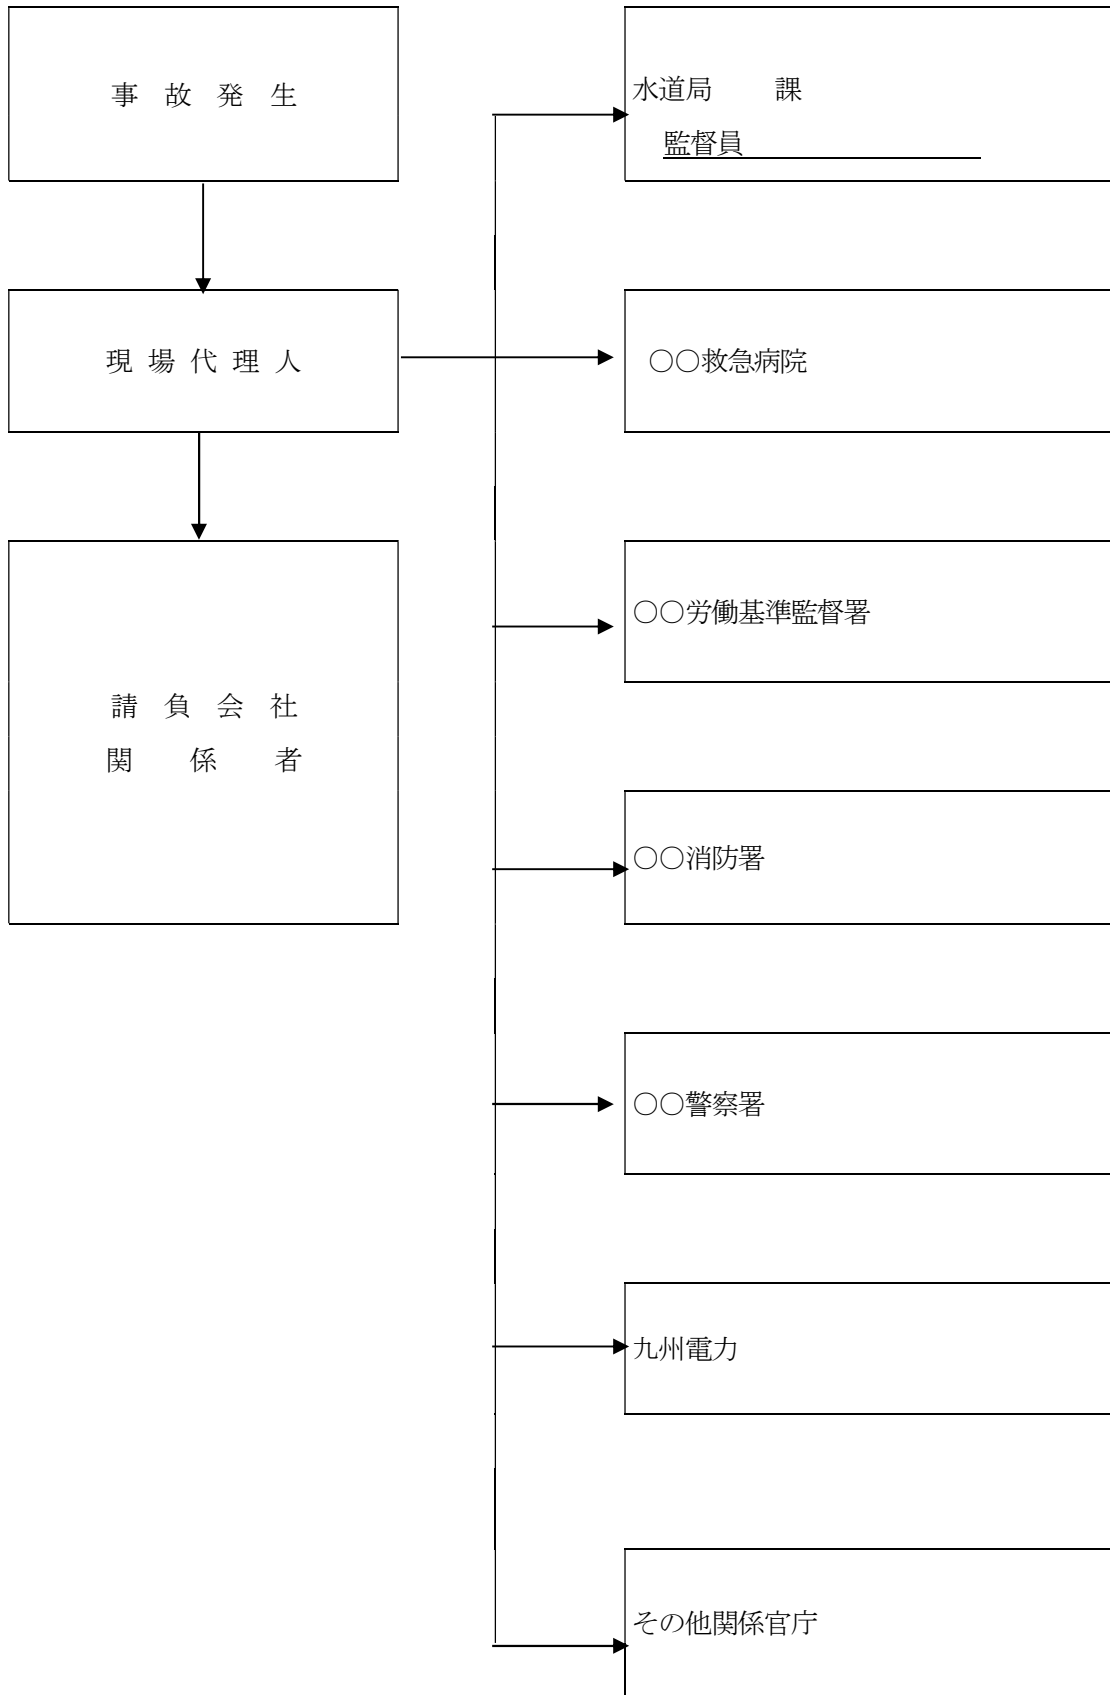 事 故 発 生
水道局　　課
監督員
現 場 代 理 人
○○救急病院
○○労働基準監督署
請 負 会 社
関 係 者
○○消防署
○○警察署
九州電力
その他関係官庁